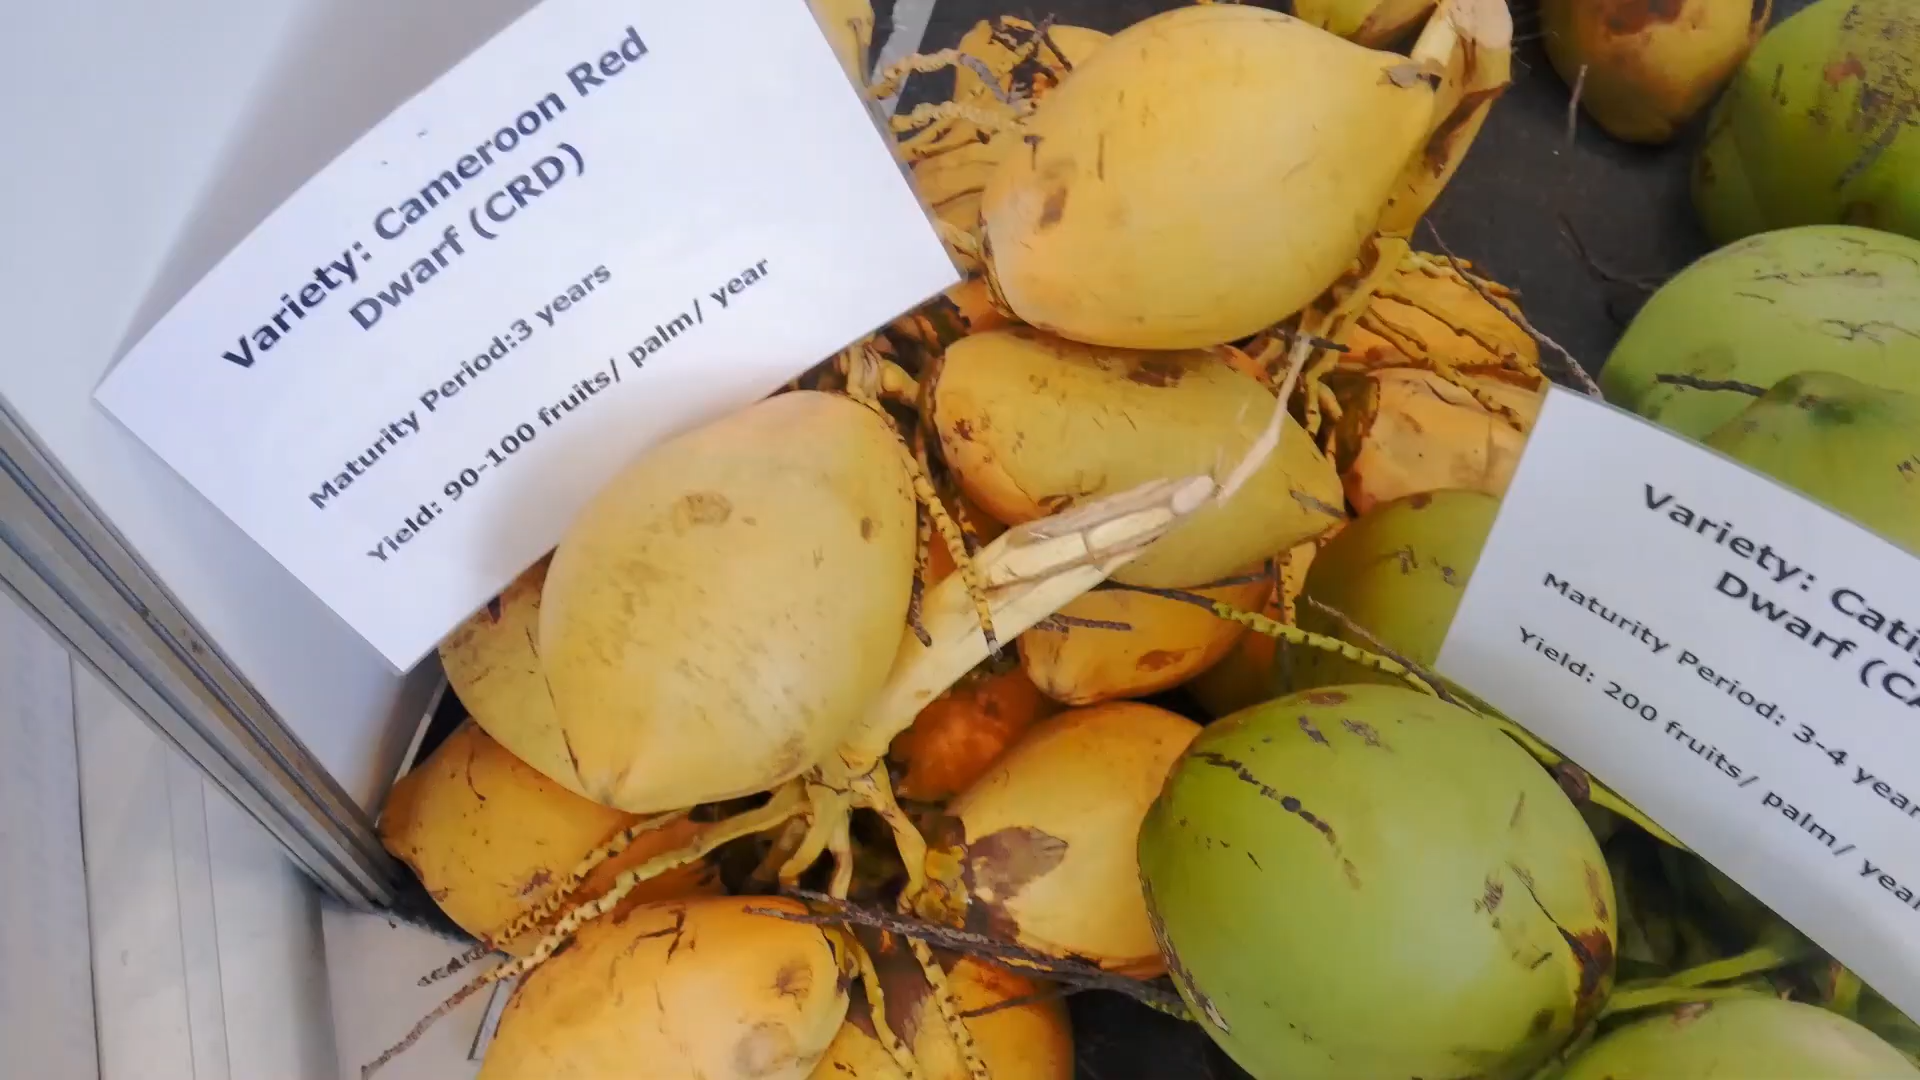 Variety: Cameroon Red
Dwarf (CRD)
Maturity Period:3 years
Yield: 90-100 fruits/ palm/ year
Variety:
Dwarf
Maturity Period: 3-4
Yield: 200 fruits/ palm/